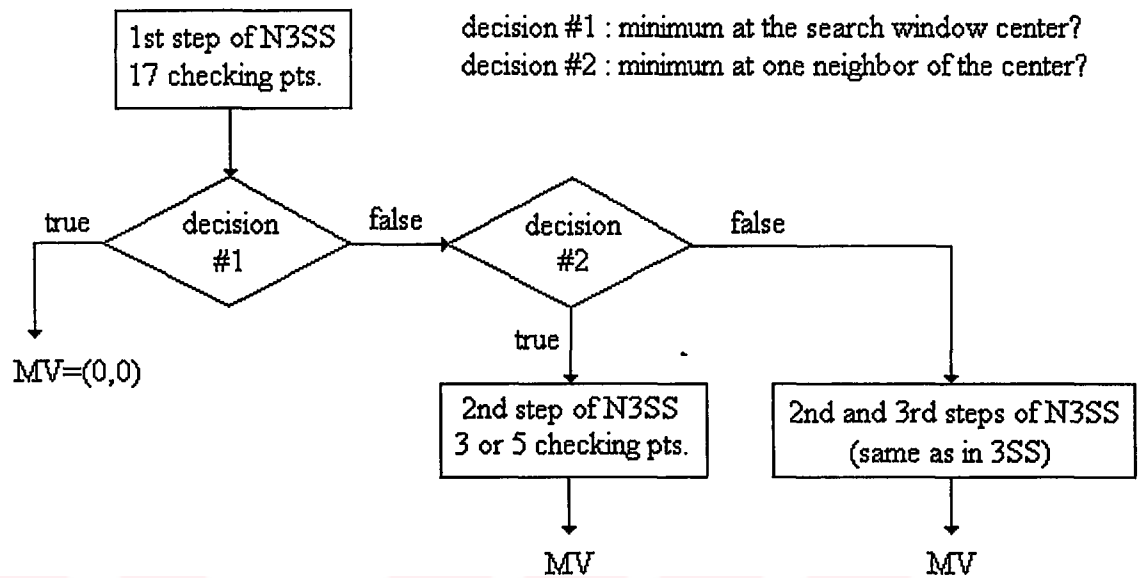 1st step of N3SS
17 checking pts.
decision #1 : minimum at the search window center?
decision #2 : minimum at one neighbor of the center?
true
decision
#1
false
decision
#2
false
true
MV=(0,0)
2nd step of N3SS
3 or 5 checking pts.
2nd and 3rd steps of N3SS
(same as in 3SS)
MV
MV